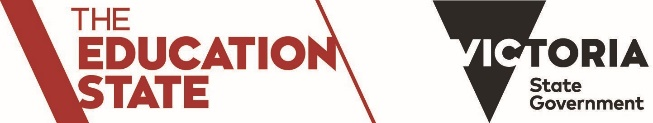 THE
EDUCATION
STATE
VICTORIA
State
Government